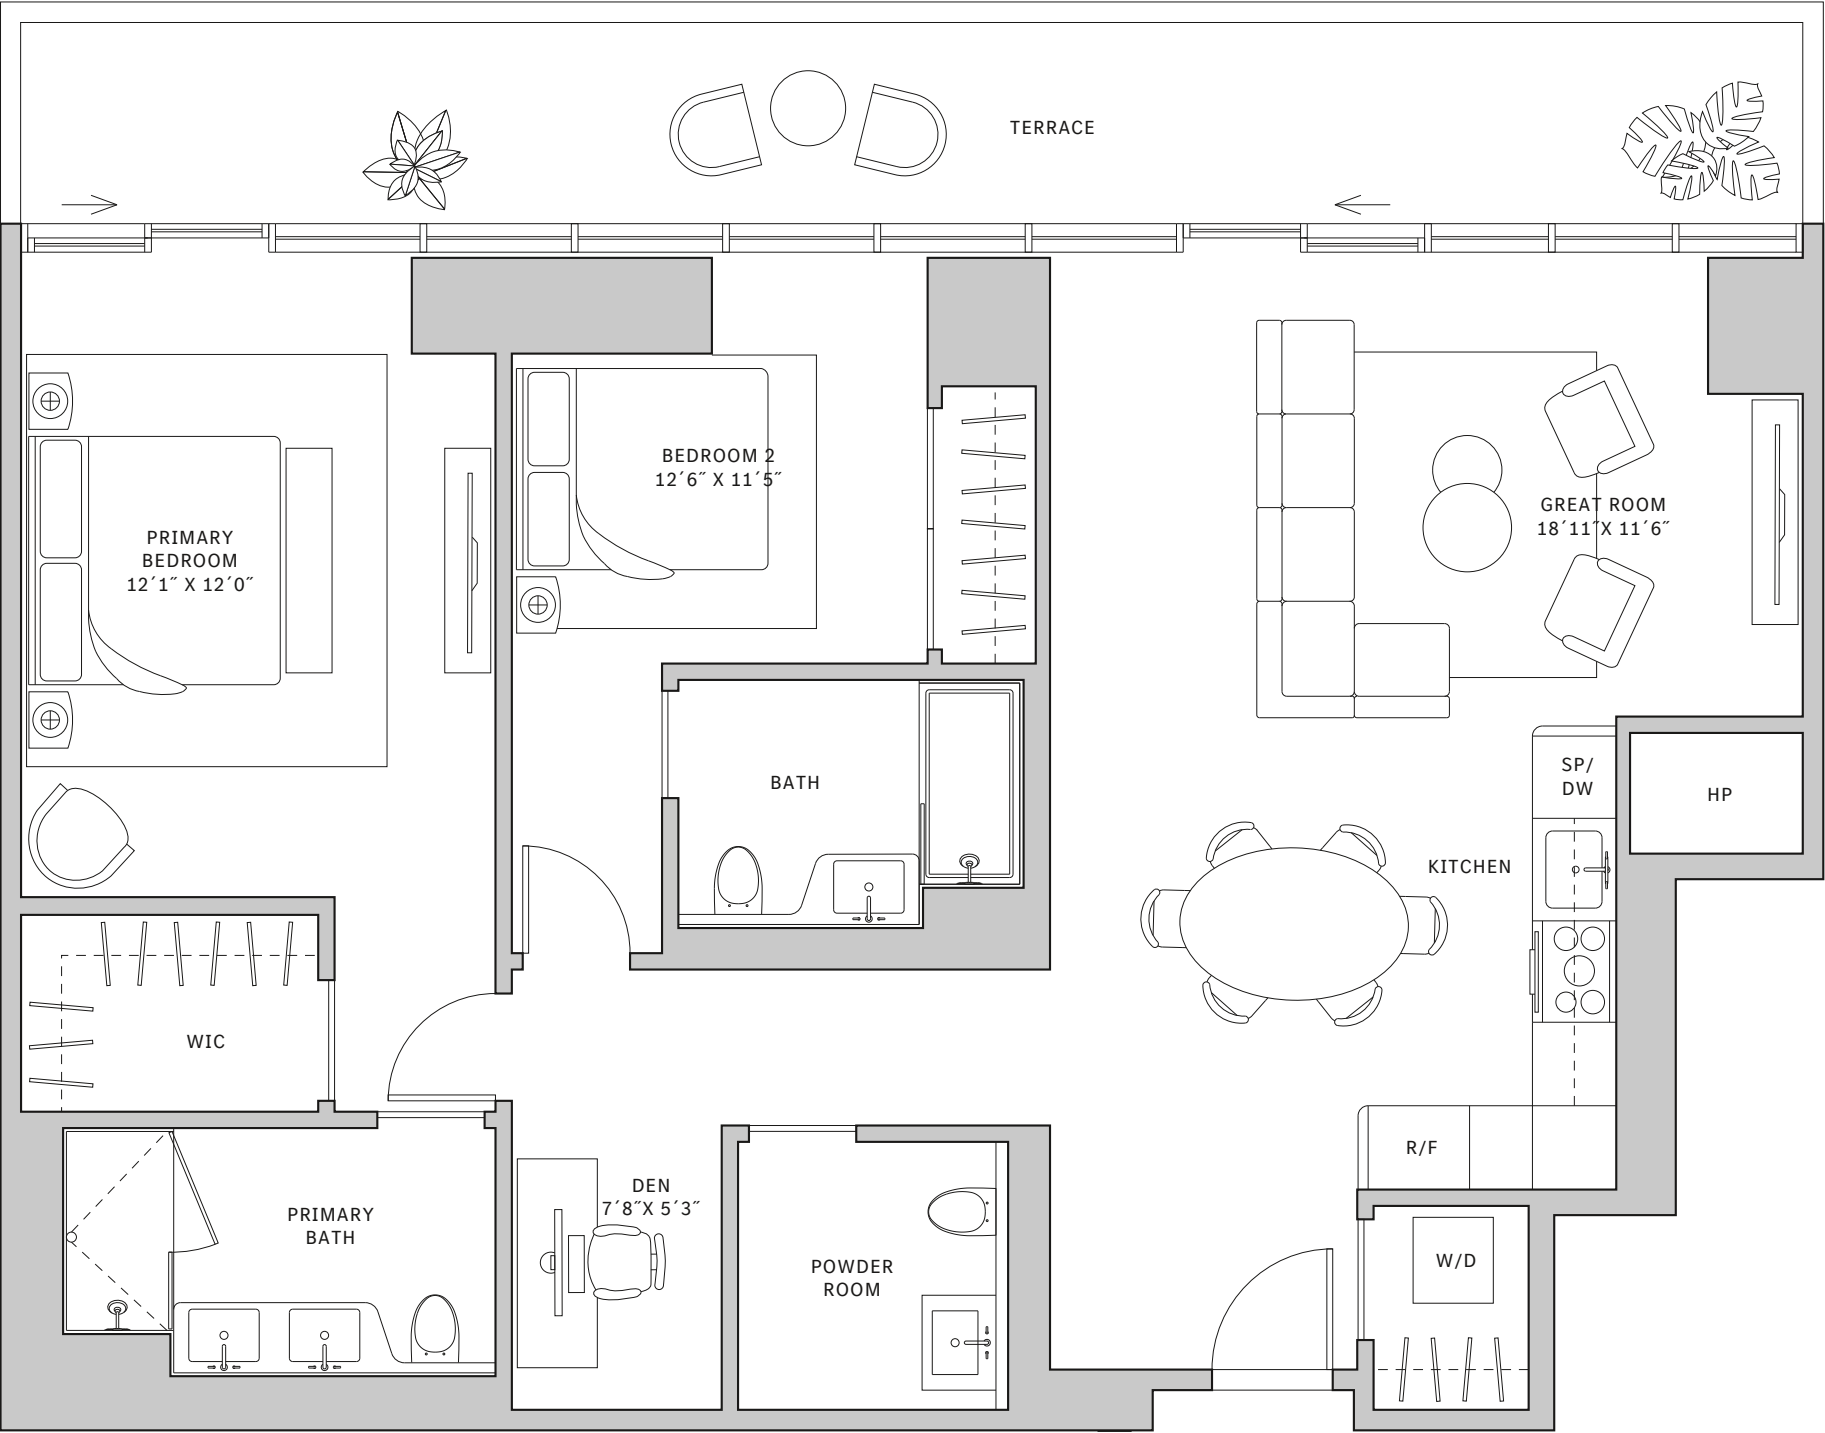 TERRACE
BEDROOM 2
12´6˝ X 11´5˝
GREAT ROOM
18´11˝X 11´6˝
PRIMARY
BEDROOM
12´1˝ X 12´0˝
SP/
DW
HP
BATH
KITCHEN
WIC
R/F
DEN
7´8˝X 5´3˝
PRIMARY
BATH
POWDER
ROOM
W/D